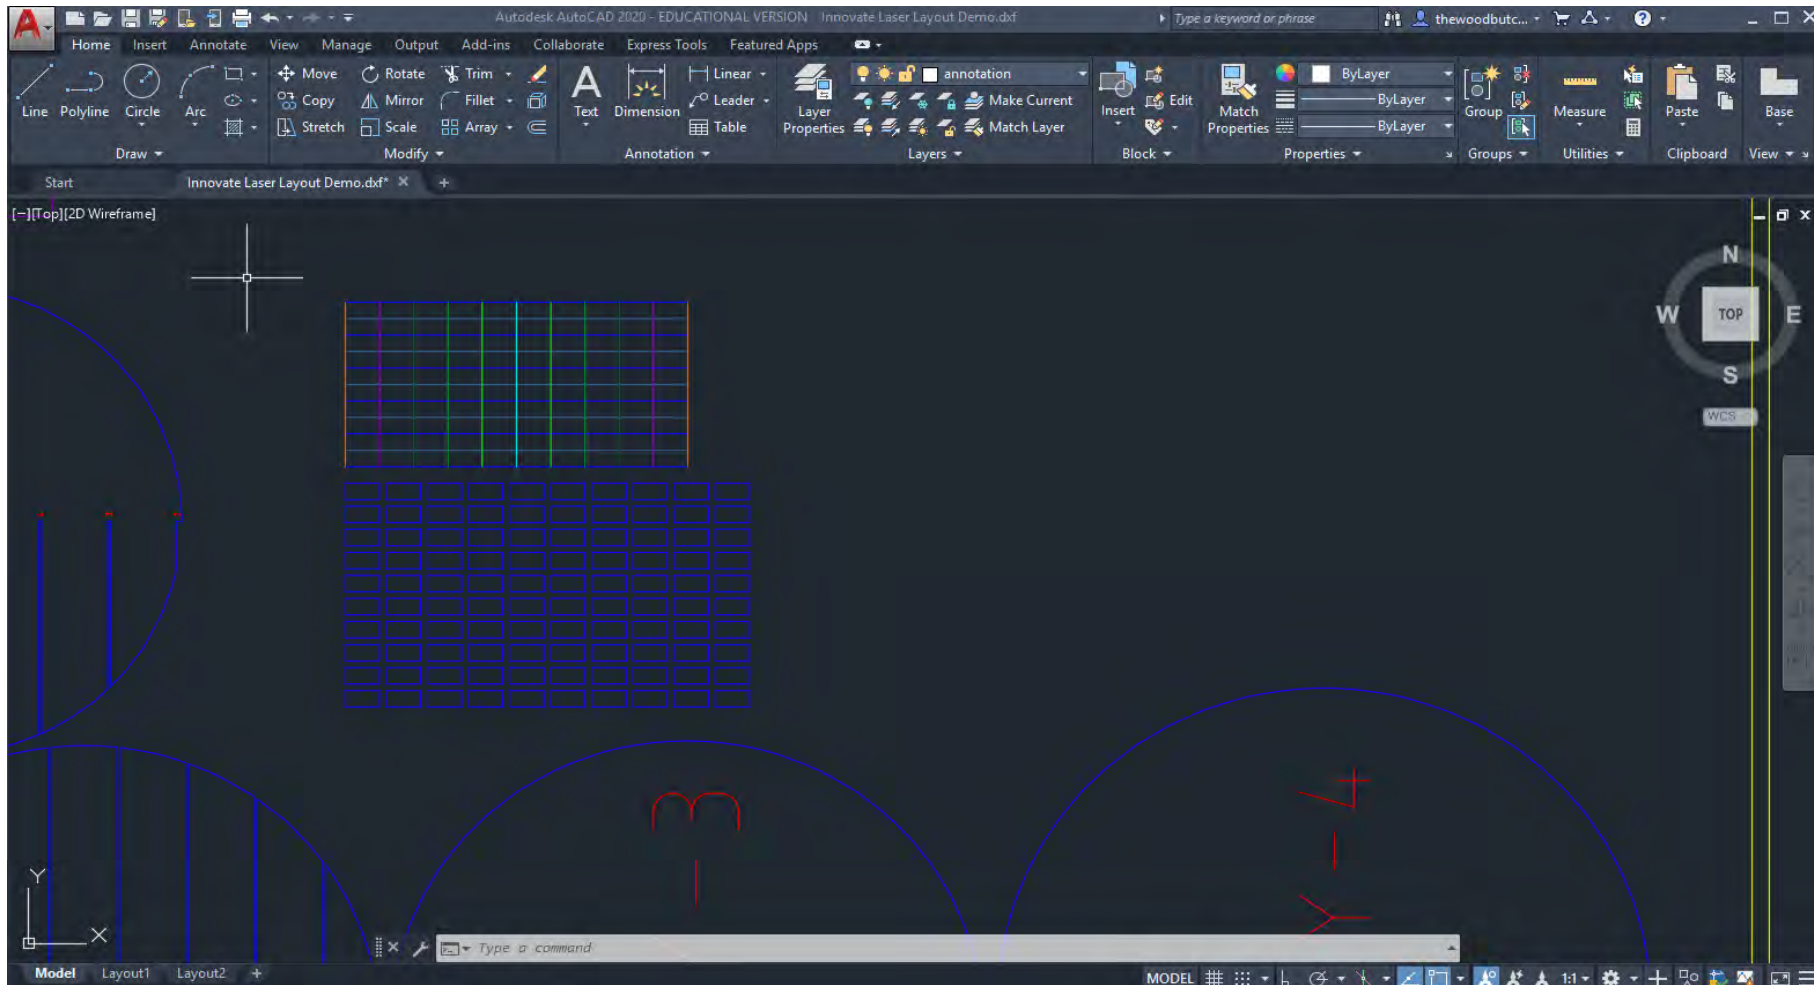 Autodesk AutoCAD 2020 - EDUCATIONAL VERSION Innovate Laser Layout Demo.dxf
Type a keyword or phrase
thewoodbutc...
Home Insert Annotate View Manage Output Add-ins Collaborate Express Tools Featured Apps
Line Polyline Circle Arc
Move Rotate Trim
Copy Mirror Fillet
Stretch Scale Array
Text Dimension
Linear
Leader
Table
Layer Properties
annotation
Make Current
Match Layer
Insert
Edit
Match Properties
ByLayer
ByLayer
ByLayer
Group
Measure
Paste
Base
Draw Modify Annotation Layers Block Properties Groups Utilities Clipboard View
Start Innovate Laser Layout Demo.dxf* +
[−][Top][2D Wireframe]
N
W TOP E
S
WCS
3
4
–
–
Y
Y
X
Type a command
Model Layout1 Layout2 +
MODEL 1:1